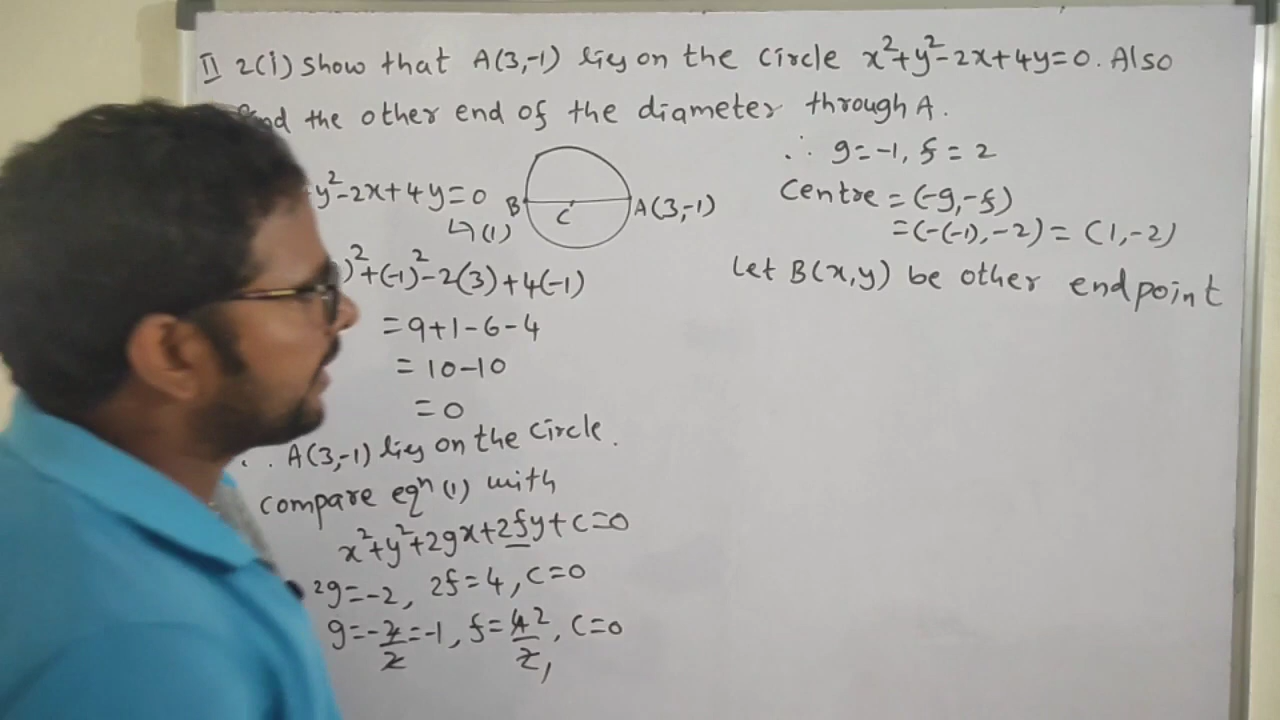 II 2(i) Show that A(3,-1) lies on the circle x²+y²-2x+4y=0. Also
the other end of the diameter through A.
y²-2x+4y=0
↳(1)
B C A(3,-1)
)²+(-1)²-2(3)+4(-1)
=9+1-6-4
= 10-10
= 0
∴ A(3,-1) lies on the circle.
compare eqⁿ (1) with
x²+y²+2gx+2fy+c=0
2g=-2, 2f=4, c=0
g=-2/2=-1, f=4/2 2, c=0
∴ g=-1, f=2
Centre = (-g,-f)
=(-(-1),-2)= (1,-2)
Let B(x,y) be other endpoint